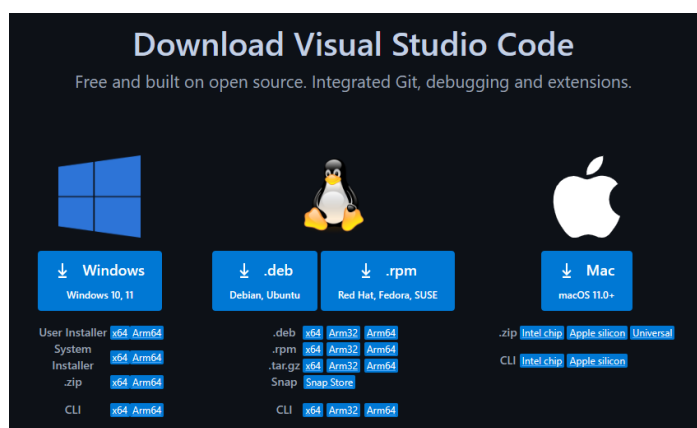 Download Visual Studio Code
Free and built on open source. Integrated Git, debugging and extensions.
Windows
Windows 10, 11
User Installer x64 Arm64
System Installer x64 Arm64
.zip x64 Arm64
CLI x64 Arm64
.deb
Debian, Ubuntu
.rpm
Red Hat, Fedora, SUSE
.deb x64 Arm32 Arm64
.rpm x64 Arm32 Arm64
.tar.gz x64 Arm32 Arm64
Snap Snap Store
CLI x64 Arm32 Arm64
Mac
macOS 11.0+
.zip Intel chip Apple silicon Universal
CLI Intel chip Apple silicon